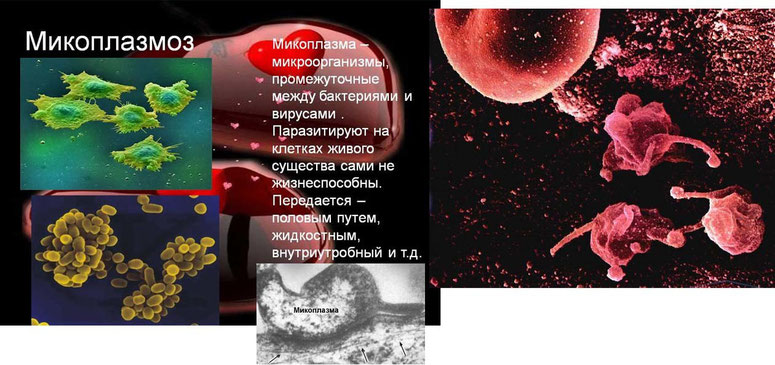 Микоплазмоз
Микоплазма –
микроорганизмы,
промежуточные
между бактериями и
вирусами .
Паразитируют на
клетках живого
существа сами не
жизнеспособны.
Передается –
половым путем,
жидкостным,
внутриутробный и т.д.
Микоплазма